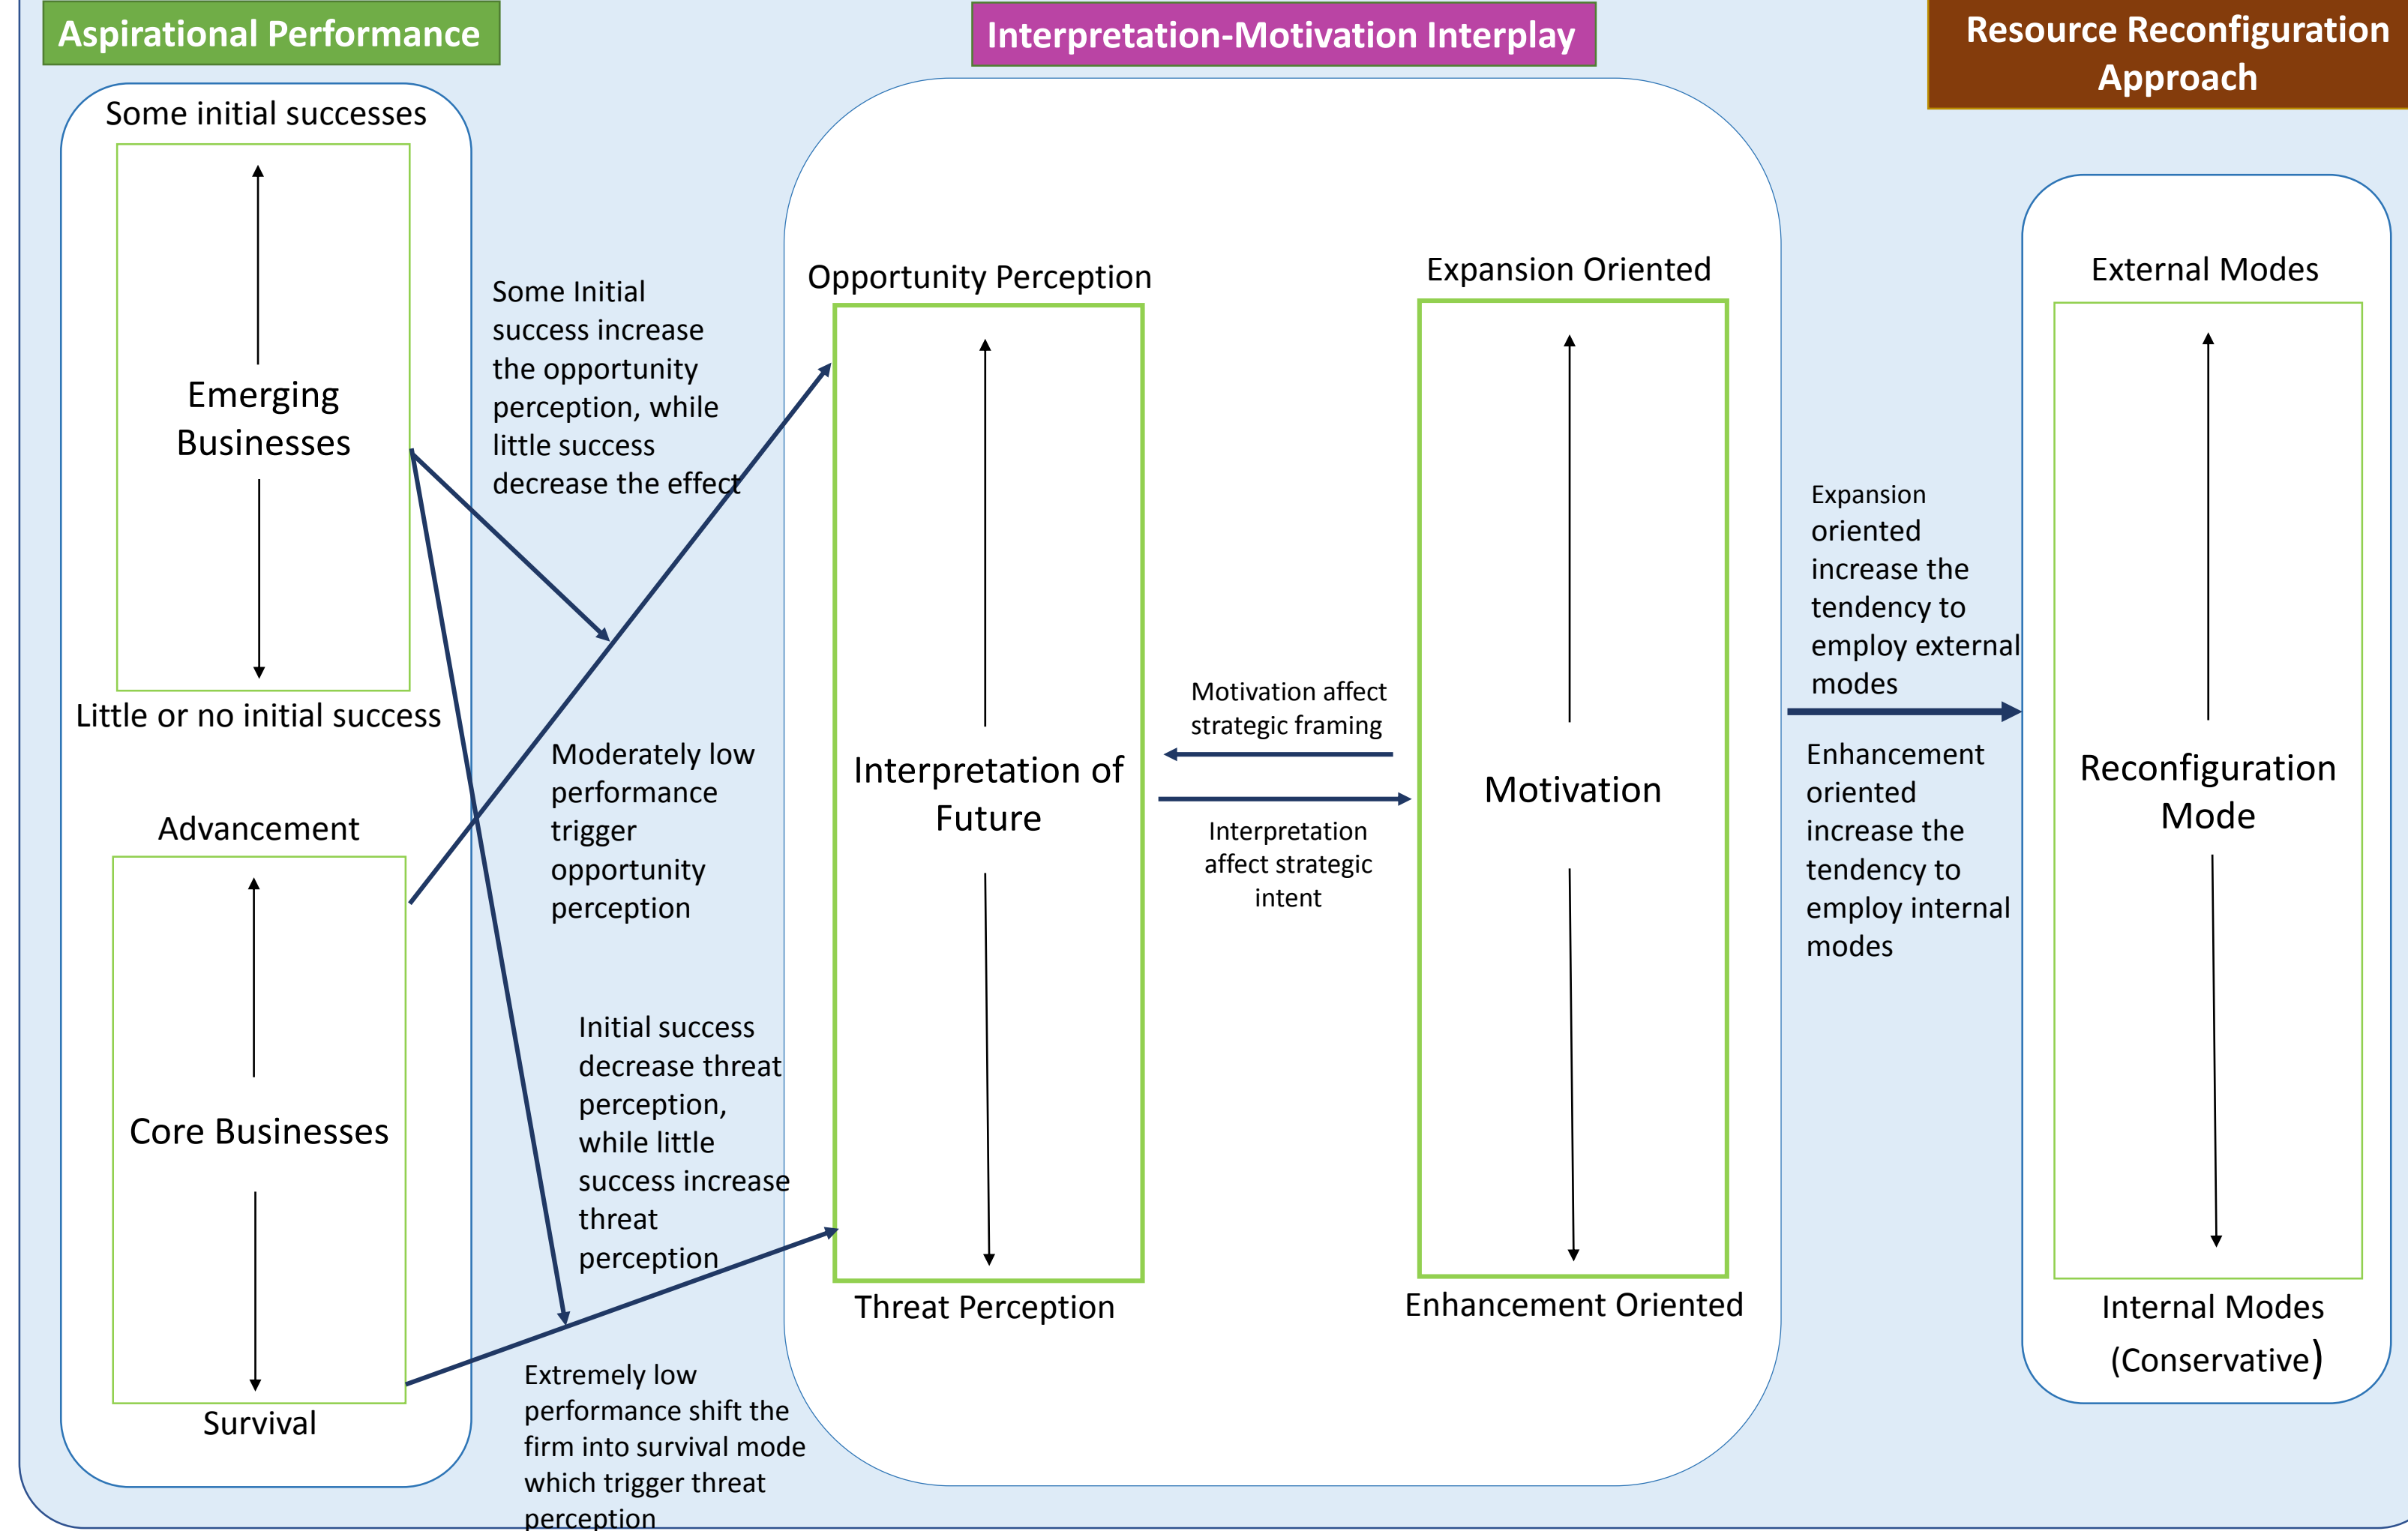 Aspirational Performance
Interpretation-Motivation Interplay
Resource Reconfiguration
Approach
Some initial successes
Emerging
Businesses
Little or no initial success
Advancement
Core Businesses
Survival
Some Initial
success increase
the opportunity
perception, while
little success
decrease the effect
Moderately low
performance
trigger
opportunity
perception
Initial success
decrease threat
perception,
while little
success increase
threat
perception
Extremely low
performance shift the
firm into survival mode
which trigger threat
perception
Opportunity Perception
Interpretation of
Future
Threat Perception
Motivation affect
strategic framing
Interpretation
affect strategic
intent
Expansion Oriented
Motivation
Enhancement Oriented
Expansion
oriented
increase the
tendency to
employ external
modes
Enhancement
oriented
increase the
tendency to
employ internal
modes
External Modes
Reconfiguration
Mode
Internal Modes
(Conservative)